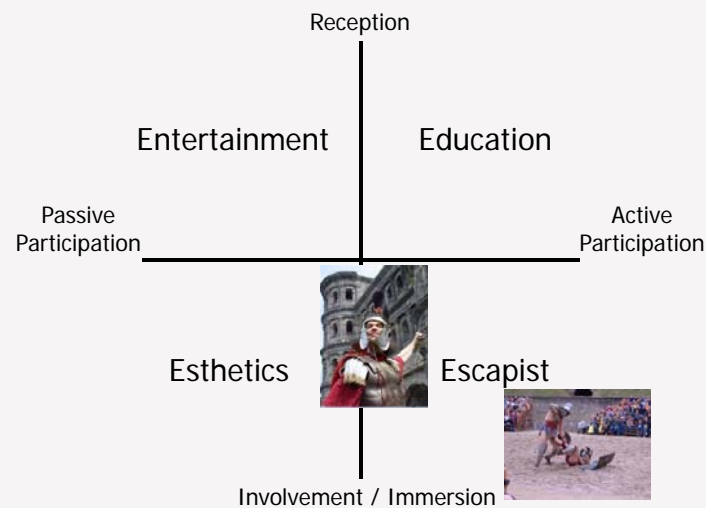 Reception
Entertainment Education
Passive
Participation
Active
Participation
Esthetics Escapist
Involvement / Immersion